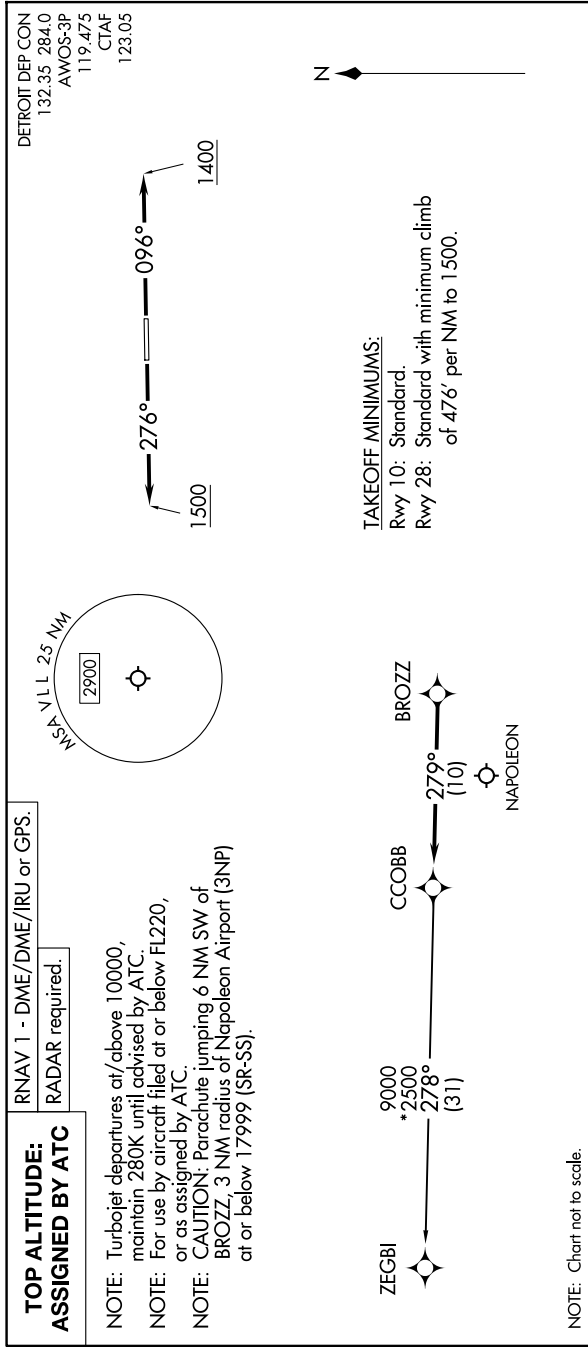 TOP ALTITUDE:
ASSIGNED BY ATC
RNAV 1 - DME/DME/IRU or GPS.
RADAR required.
NOTE: Turbojet departures at/above 10000,
maintain 280K until advised by ATC.
NOTE: For use by aircraft filed at or below FL220,
or as assigned by ATC.
NOTE: CAUTION: Parachute jumping 6 NM SW of
BROZZ, 3 NM radius of Napoleon Airport (3NP)
at or below 17999 (SR-SS).
MSA VLL 25 NM
2900
DETROIT DEP CON
132.35 284.0
AWOS-3P
119.475
CTAF
123.05
276°
096°
1500
1400
N
ZEGBI
9000
*2500
278°
(31)
CCOBB
279°
(10)
BROZZ
NAPOLEON
TAKEOFF MINIMUMS:
Rwy 10: Standard.
Rwy 28: Standard with minimum climb
of 476' per NM to 1500.
NOTE: Chart not to scale.